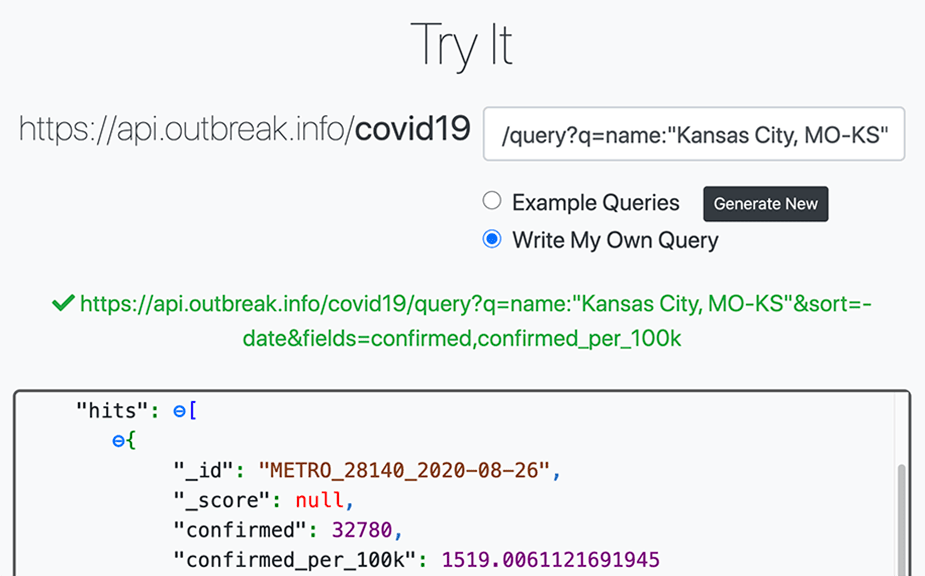 Try It
https://api.outbreak.info/covid19 /query?q=name:"Kansas City, MO-KS"
Example Queries Generate New
Write My Own Query
https://api.outbreak.info/covid19/query?q=name:"Kansas City, MO-KS"&sort=-
date&fields=confirmed,confirmed_per_100k
"hits": [
{
"_id": "METRO_28140_2020-08-26",
"_score": null,
"confirmed": 32780,
"confirmed_per_100k": 1519.0061121691945